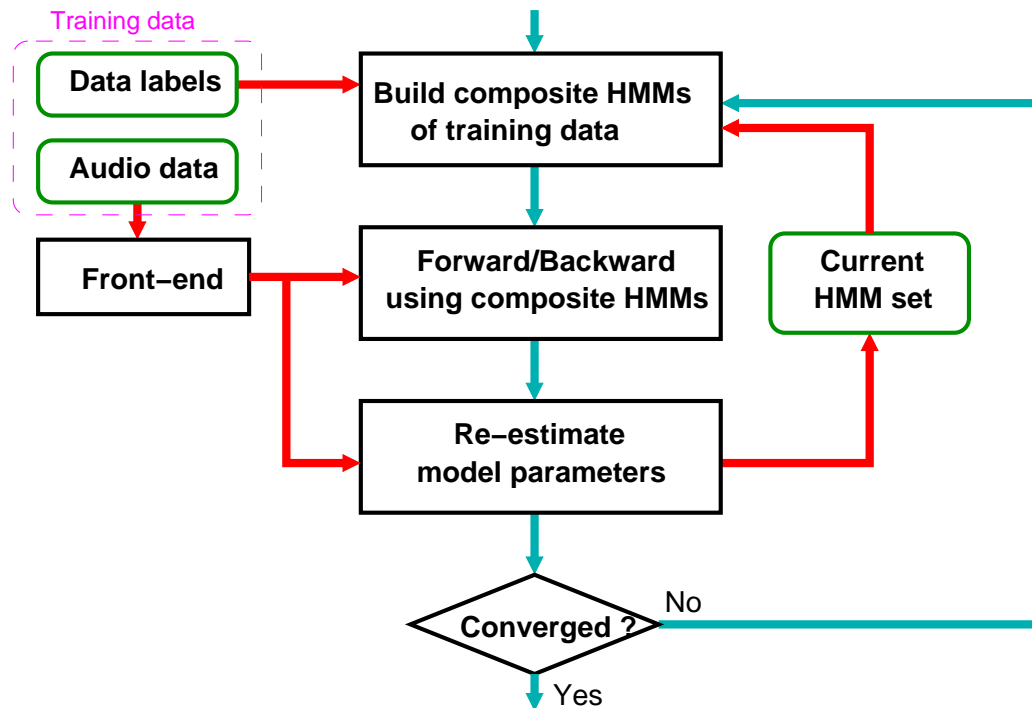 Training data
Data labels
Audio data
Front−end
Build composite HMMs
of training data
Forward/Backward
using composite HMMs
Re−estimate
model parameters
Current
HMM set
Converged ?
No
Yes